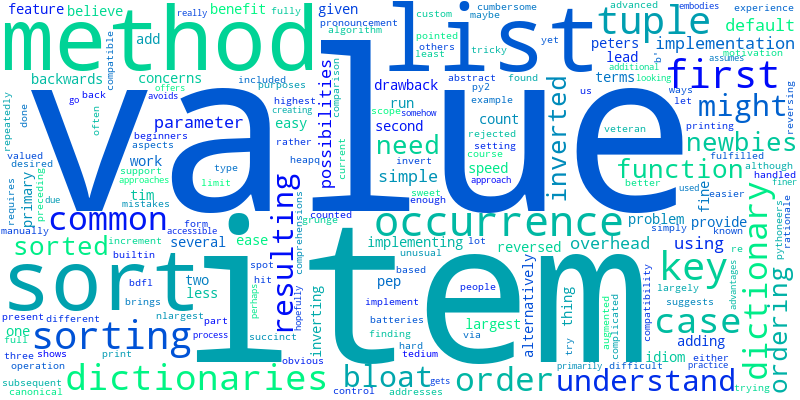 feature believe
benefit really fully
method
cumbersome
maybe
custom
pronouncement
algorithm
given
list
pointed
others
least
tricky
yet
tuple
advanced
embodies
experience
motivation
assumes
default
peters
implementation
lead
compatible
add
backwards
concerns
offers
included
purposes
highest
creating
often
avoids
go back
repeatedly
done
parameter
beginners
aspects
value
possibilities
comparison
drawback
run
scope
somehow
second
need
simple
current
abstract found
py2
example
count
rejected
setting
veteran
course
speed
approach
inverted
terms
'b'
additional
looking
us ways
let
first
might
printing
newbies
reversing
fulfilled
although
handled
finer
function
better
used
easier
fine
known
simply
pythoneers
rationale
easy
rather
heapq
invert
work
type
support
approaches
limit
mistakes
tim
primary
preceding
due
valued
desired
requires
manually
common
form
accessible
counted
grunge
sweet
enough
comprehensions
occurrence
problem provide
sorted
increment
ease
several
builtin
implementing
reversed overhead
using
lot
unusual
re
largely
dictionary
ordering
key
suggests
advantages
compatibility
sort
item
bdfl
two
less
brings
spot
hit
perhaps
nlargest
resulting
inverting
pep
based
people
implement
batteries
finding
largest
hard via
tedium
alternatively
try thing
augmented
complicated
case
adding
idiom
either
practice
trying
one
full
present different
sorting
part
process
succinct
obvious
hopefully
three shows
print
operation
subsequent
canonical
dictionaries
control
bloat
addresses gets
order
primarily difficult
understand